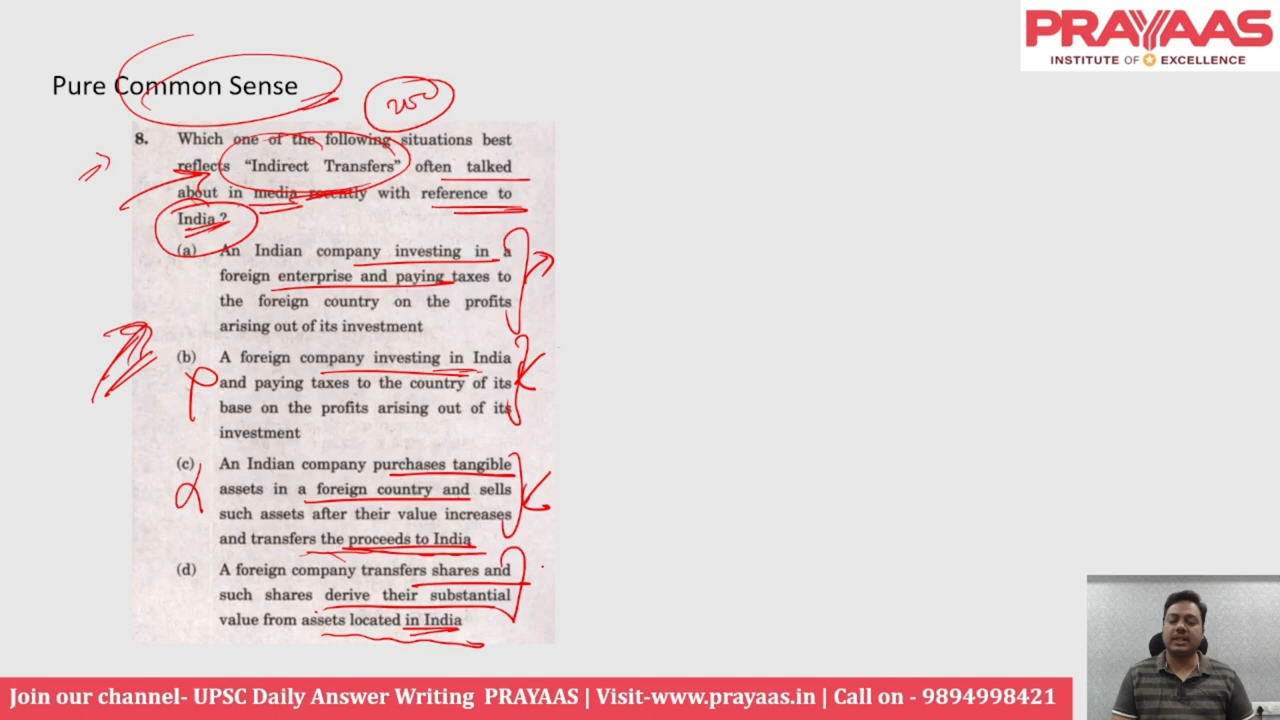 PRAYAAS
INSTITUTE OF EXCELLENCE
Pure Common Sense
8. Which one of the following situations best
reflects “Indirect Transfers” often talked
about in media recently with reference to
India ?
(a) An Indian company investing in a
foreign enterprise and paying taxes to
the foreign country on the profits
arising out of its investment
(b) A foreign company investing in India
and paying taxes to the country of its
base on the profits arising out of its
investment
(c) An Indian company purchases tangible
assets in a foreign country and sells
such assets after their value increases
and transfers the proceeds to India
(d) A foreign company transfers shares and
such shares derive their substantial
value from assets located in India
Join our channel- UPSC Daily Answer Writing PRAYAAS | Visit-www.prayaas.in | Call on - 9894998421